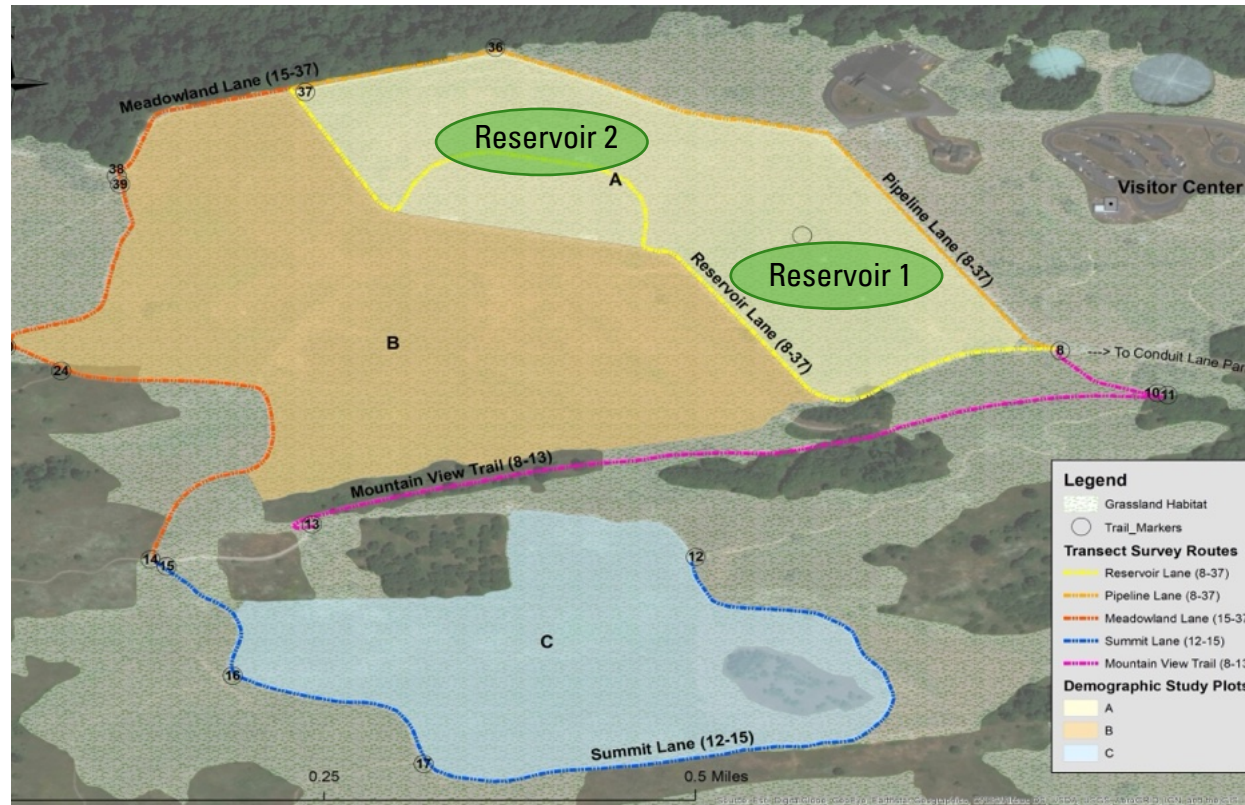 36
Meadowland Lane (15-37)
37
Reservoir 2
38
39
A
Pipeline Lane (8-37)
Visitor Center
Reservoir Lane (8-37)
Reservoir 1
B
8
---> To Conduit Lane Par
24
10
11
Mountain View Trail (8-13)
13
14
15
12
C
16
17
Summit Lane (12-15)
0.25
0.5 Miles
Legend
Grassland Habitat
Trail_Markers
Transect Survey Routes
Reservoir Lane (8-37)
Pipeline Lane (8-37)
Meadowland Lane (15-37
Summit Lane (12-15)
Mountain View Trail (8-13
Demographic Study Plots
A
B
C